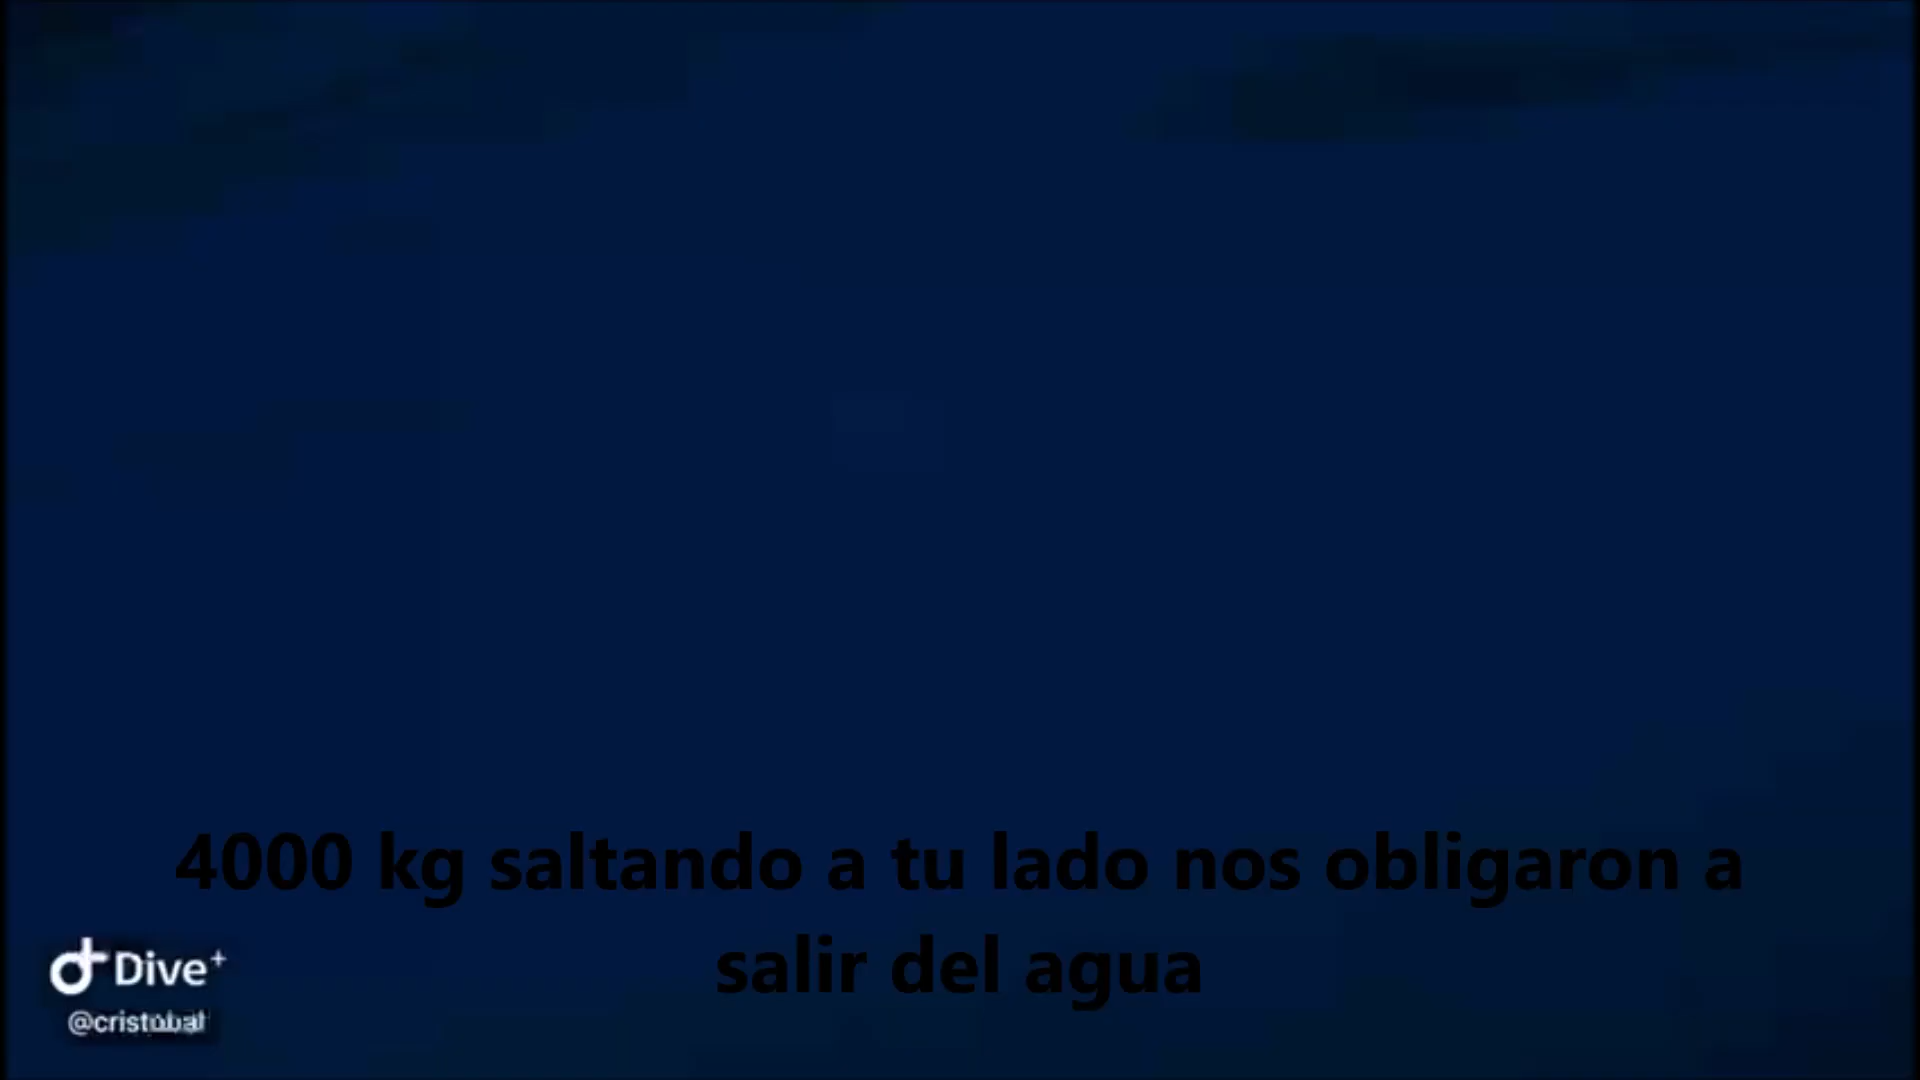 4000 kg saltando a tu lado nos obligaron a
salir del agua
Dive+
@cristobal